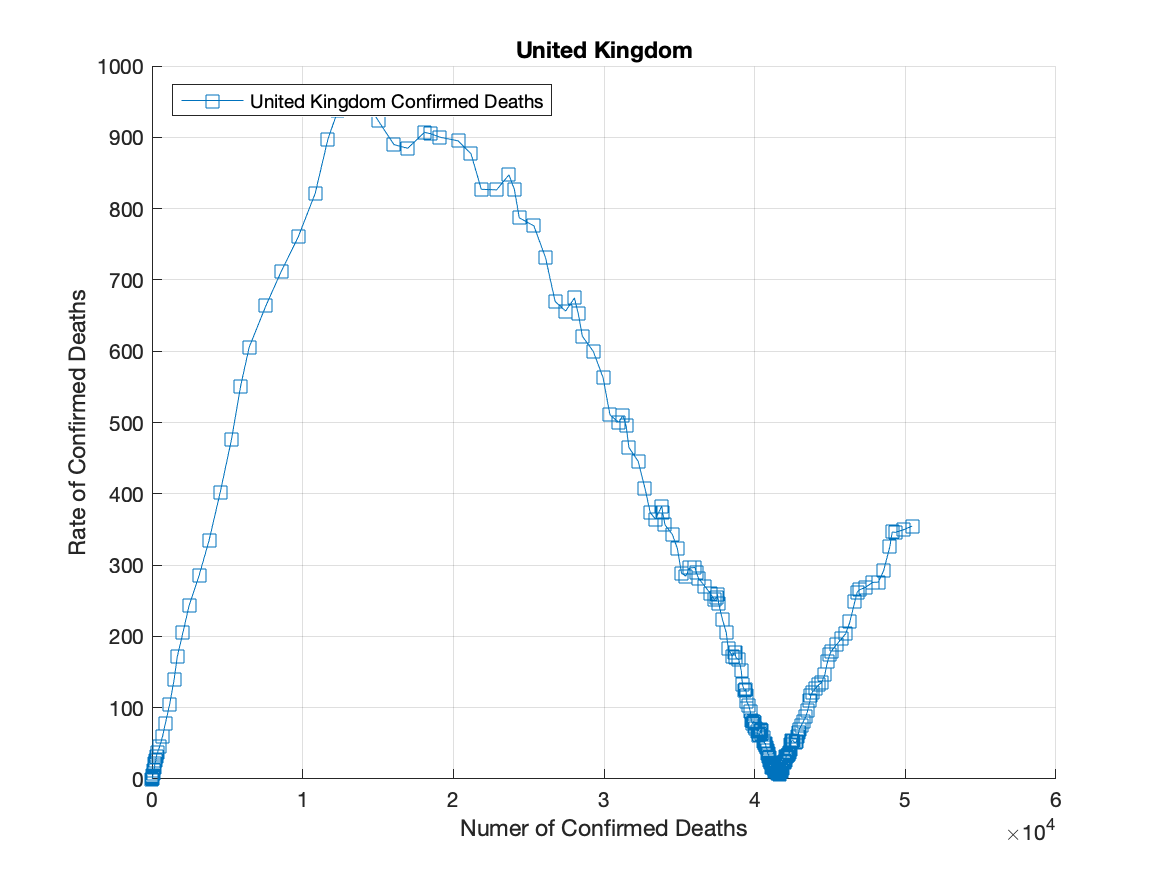 United Kingdom
United Kingdom Confirmed Deaths
Rate of Confirmed Deaths
1000
900
800
700
600
500
400
300
200
100
0
0 1 2 3 4 5 6
Numer of Confirmed Deaths
×10^4